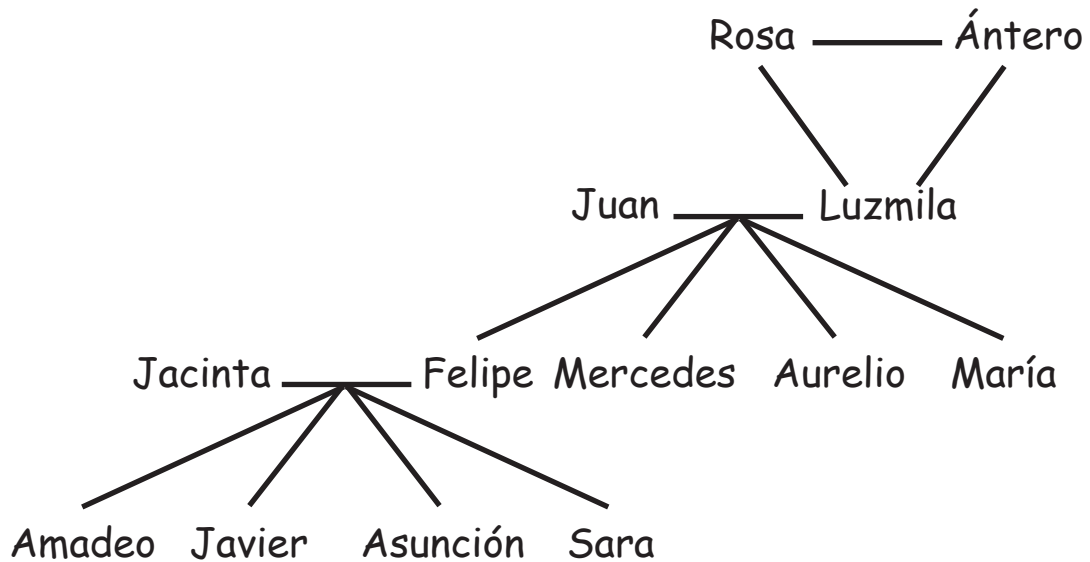 Rosa Ántero
Juan Luzmila
Jacinta Felipe Mercedes Aurelio María
Amadeo Javier Asunción Sara